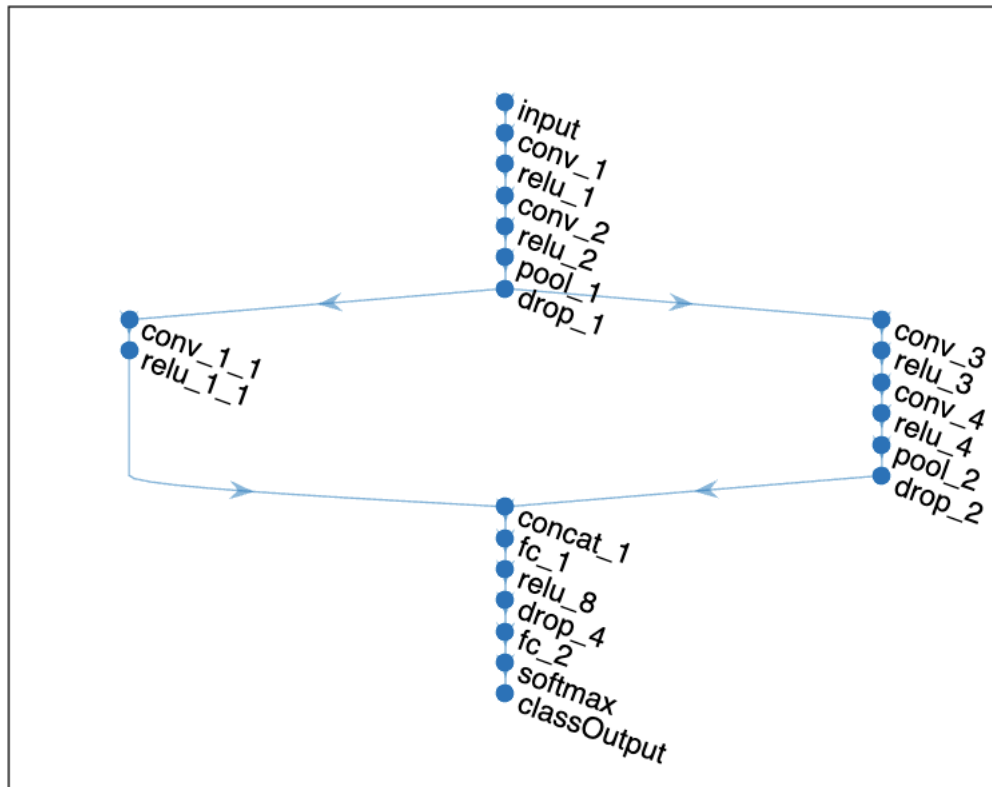 input
conv_1
relu_1
conv_2
relu_2
pool_1
drop_1
conv_1_1
relu_1_1
conv_3
relu_3
conv_4
relu_4
pool_2
drop_2
concat_1
fc_1
relu_8
drop_4
fc_2
softmax
classOutput